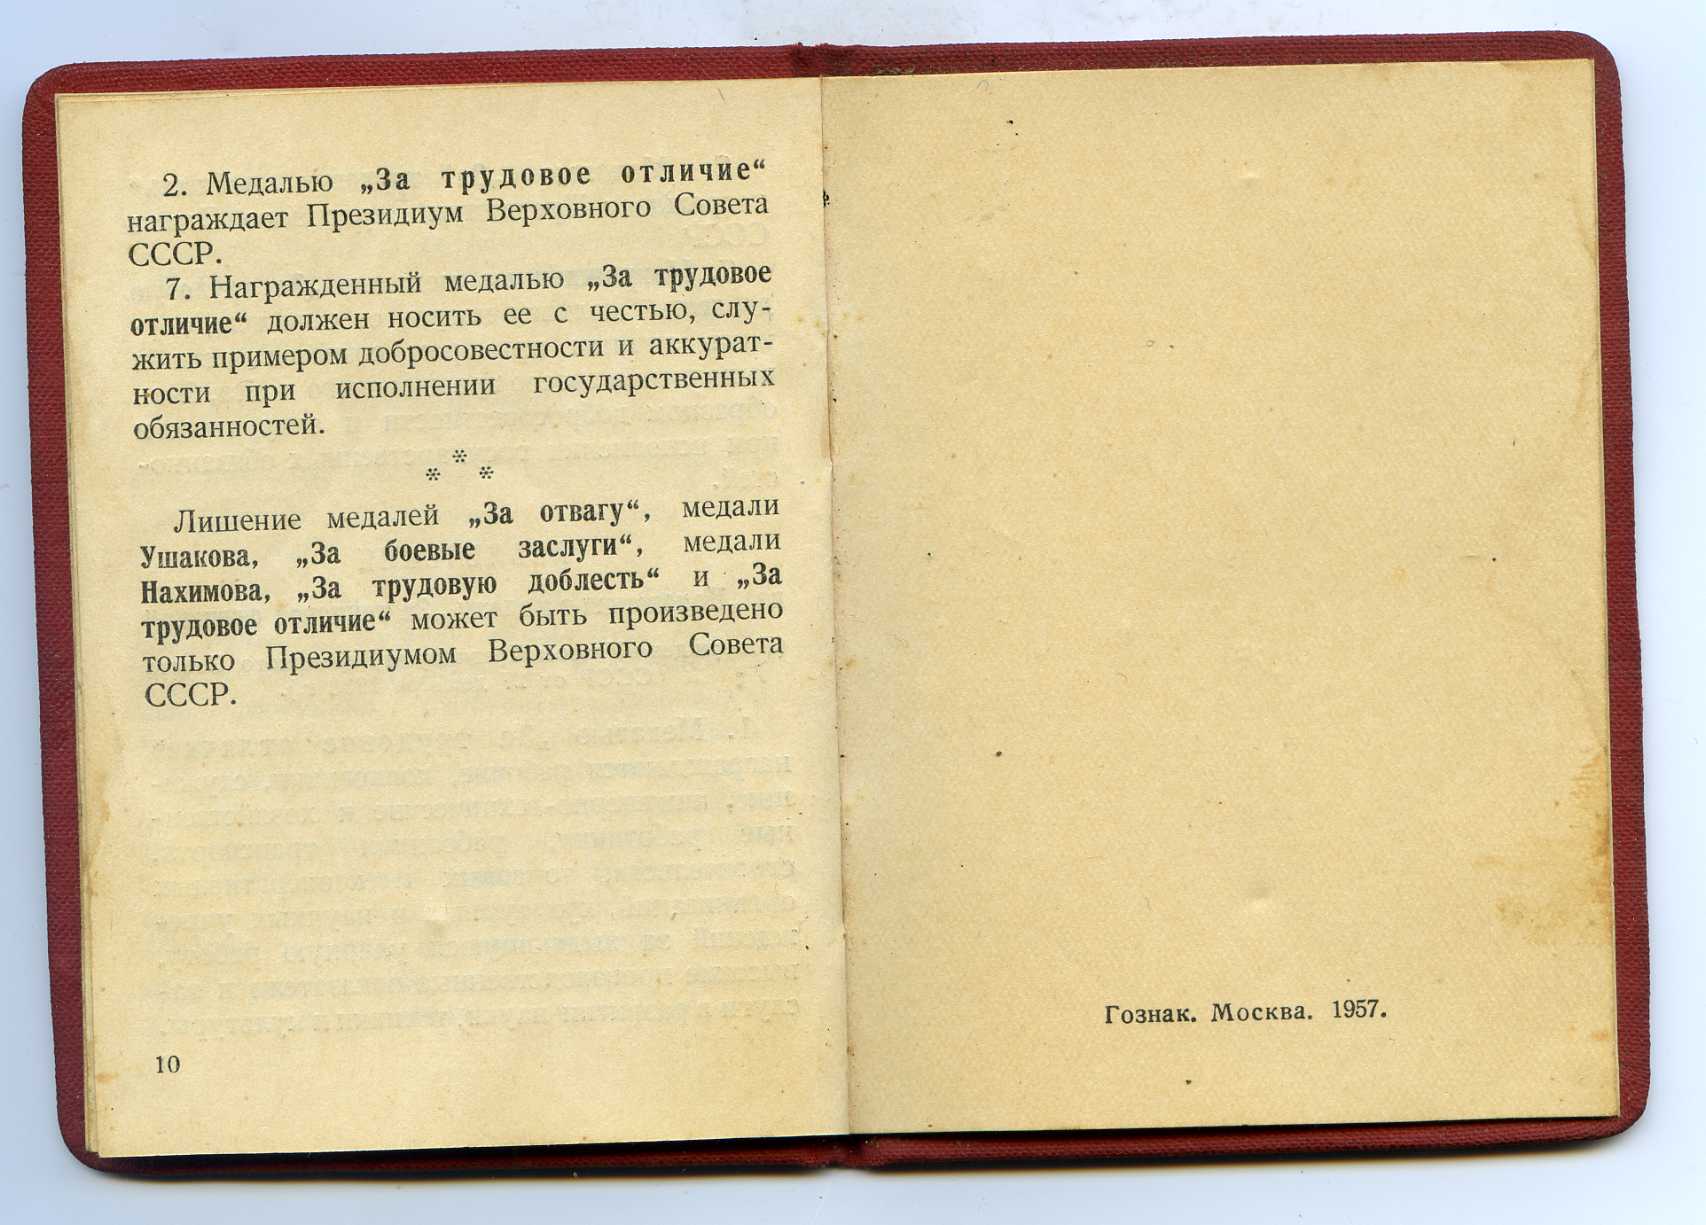 2. Медалью „За трудовое отличие“
награждает Президиум Верховного Совета
СССР.
7. Награжденный медалью „За трудовое
отличие“ должен носить ее с честью, слу-
жить примером добросовестности и аккурат-
ности при исполнении государственных
обязанностей.
* * *
Лишение медалей „За отвагу“, медали
Ушакова, „За боевые заслуги“, медали
Нахимова, „За трудовую доблесть“ и „За
трудовое отличие“ может быть произведено
только Президиумом Верховного Совета
СССР.
10
Гознак. Москва. 1957.